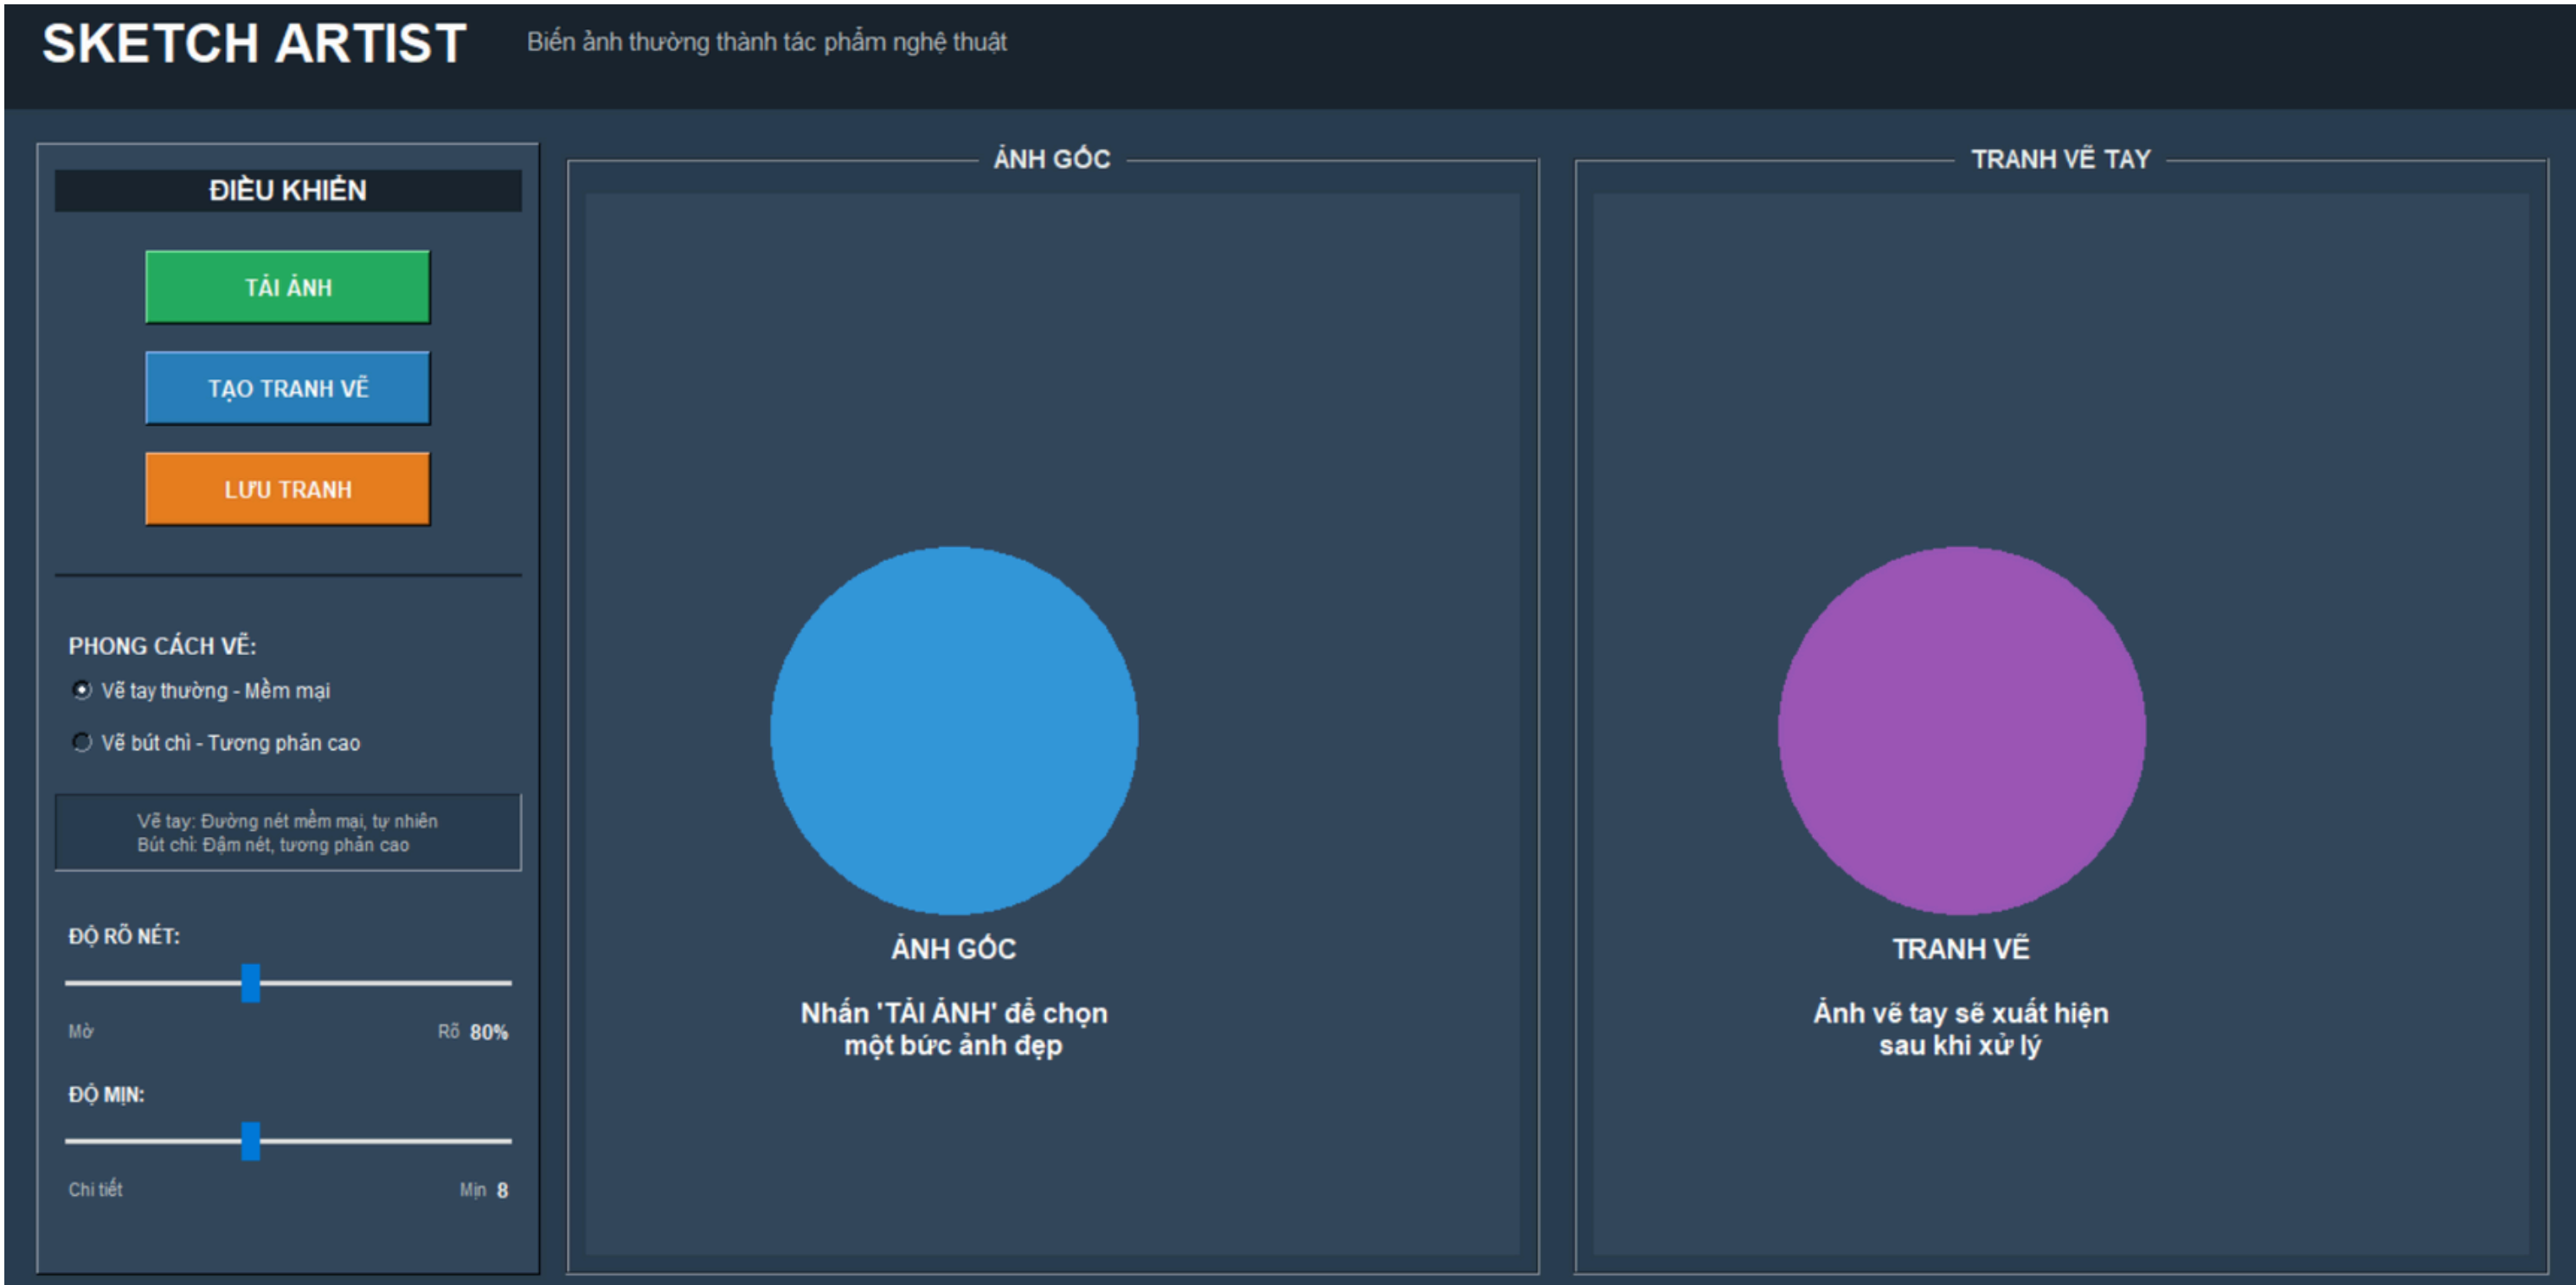 SKETCH ARTIST
Biến ảnh thường thành tác phẩm nghệ thuật
ĐIỀU KHIỂN
TẢI ẢNH
TẠO TRANH VẼ
LƯU TRANH
PHONG CÁCH VẼ:
Vẽ tay thường - Mềm mại
Vẽ bút chì - Tương phản cao
Vẽ tay: Đường nét mềm mại, tự nhiên
Bút chì: Đậm nét, tương phản cao
ĐỘ RÕ NÉT:
Mờ
Rõ 80%
ĐỘ MỊN:
Chi tiết
Mịn 8
ẢNH GỐC
ẢNH GỐC
Nhấn 'TẢI ẢNH' để chọn
một bức ảnh đẹp
TRANH VẼ TAY
TRANH VẼ
Ảnh vẽ tay sẽ xuất hiện
sau khi xử lý